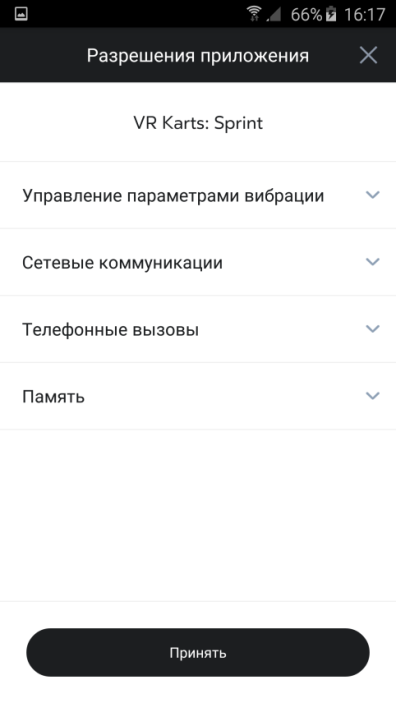 66% 16:17
Разрешения приложения
VR Karts: Sprint
Управление параметрами вибрации
Сетевые коммуникации
Телефонные вызовы
Память
Принять